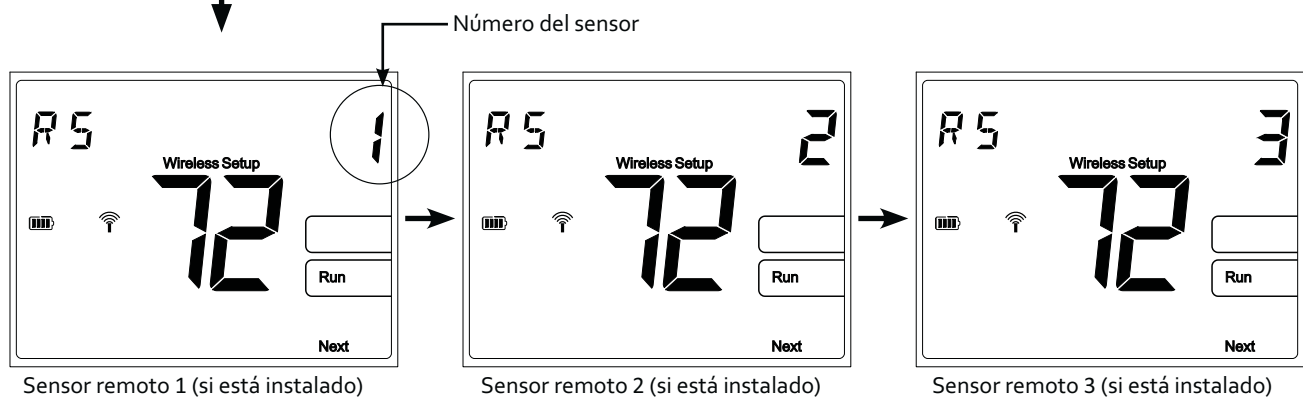 Número del sensor
RS 1
Wireless Setup
72
Run
Next
Sensor remoto 1 (si está instalado)
RS 2
Wireless Setup
72
Run
Next
Sensor remoto 2 (si está instalado)
RS 3
Wireless Setup
72
Run
Next
Sensor remoto 3 (si está instalado)